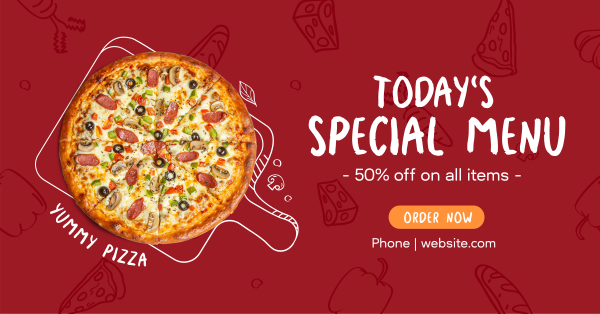 TODAY'S
SPECIAL MENU
- 50% off on all items -
ORDER NOW
Phone | website.com
YUMMY PIZZA